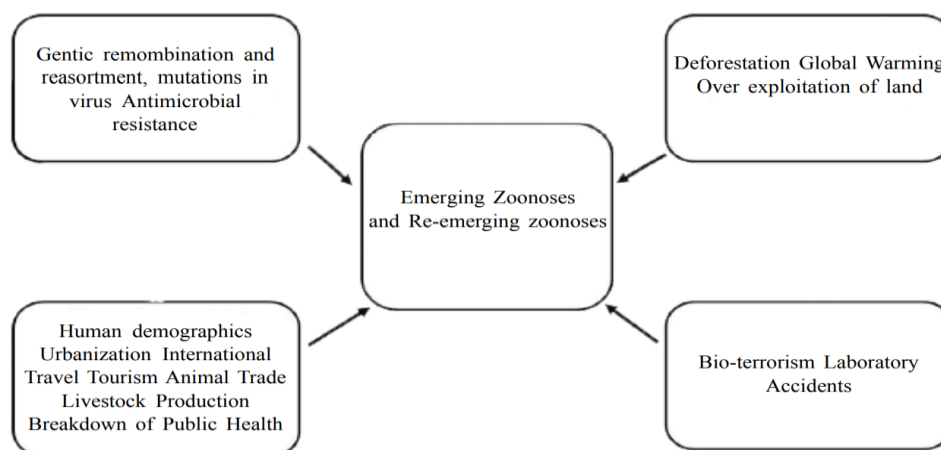 Gentic remombination and
reasortment, mutations in
virus Antimicrobial
resistance
Deforestation Global Warming
Over exploitation of land
Emerging Zoonoses
and Re-emerging zoonoses
Human demographics
Urbanization International
Travel Tourism Animal Trade
Livestock Production
Breakdown of Public Health
Bio-terrorism Laboratory
Accidents